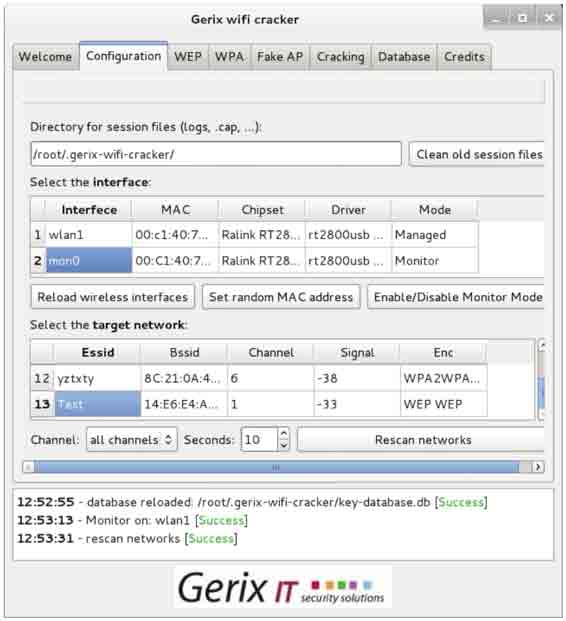 Gerix wifi cracker
Welcome Configuration WEP WPA Fake AP Cracking Database Credits
Directory for session files (logs, .cap, ...):
/root/.gerix-wifi-cracker/ Clean old session files
Select the interface:
Interfece MAC Chipset Driver Mode
1 wlan1 00:c1:40:7... Ralink RT28... rt2800usb ... Managed
2 mon0 00:C1:40:7... Ralink RT28... rt2800usb ... Monitor
Reload wireless interfaces Set random MAC address Enable/Disable Monitor Mode
Select the target network:
Essid Bssid Channel Signal Enc
12 yztxty 8C:21:0A:4... 6 -38 WPA2WPA...
13 Test 14:E6:E4:A... 1 -33 WEP WEP
Channel: all channels Seconds: 10 Rescan networks
12:52:55 - database reloaded: /root/.gerix-wifi-cracker/key-database.db [Success]
12:53:13 - Monitor on: wlan1 [Success]
12:53:31 - rescan networks [Success]
Gerix IT security solutions